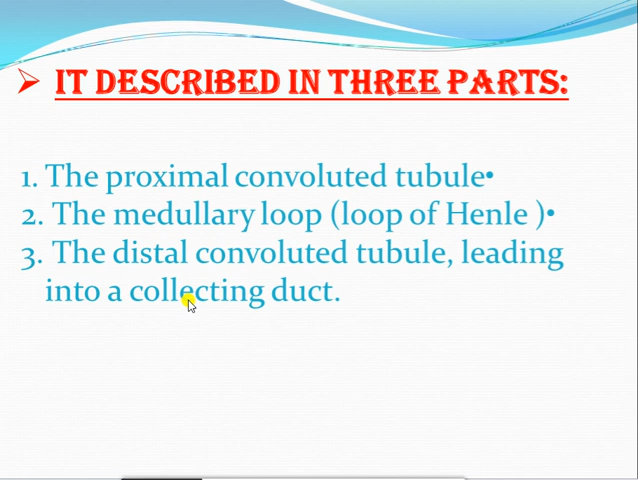 IT DESCRIBED IN THREE PARTS:
1. The proximal convoluted tubule•
2. The medullary loop (loop of Henle )•
3. The distal convoluted tubule, leading
into a collecting duct.